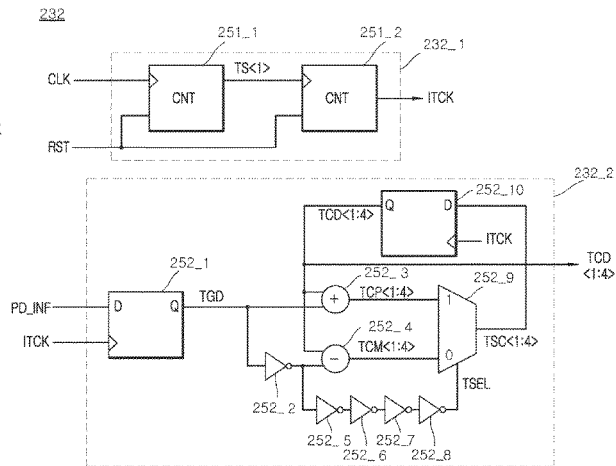 232
251_1
251_2
232_1
CLK
CNT
TS<1>
CNT
ITCK
RST
232_2
252_10
TCD<1:4>
Q
D
ITCK
TCD
<1:4>
252_1
252_3
252_9
PD_INF
D
Q
TGD
+
TCP<1:4>
1
ITCK
252_4
−
TCM<1:4>
0
TSC<1:4>
252_2
TSEL
252_5
252_6
252_7
252_8